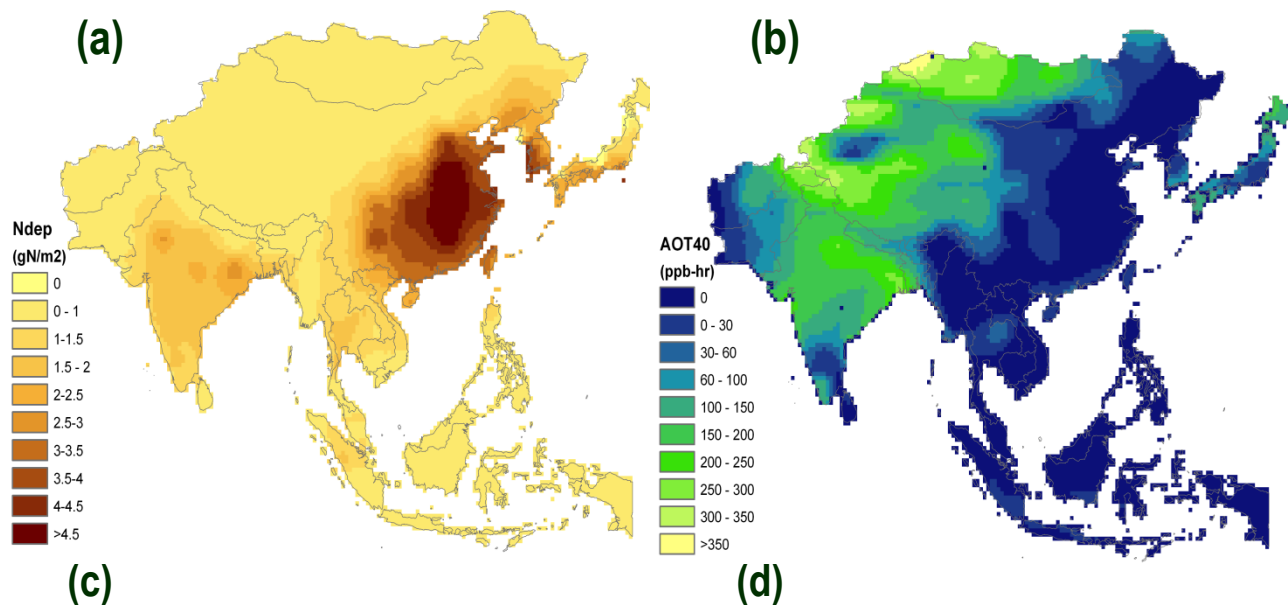 (a)
Ndep
(gN/m2)
0
0 - 1
1-1.5
1.5 - 2
2-2.5
2.5-3
3-3.5
3.5-4
4-4.5
>4.5
(b)
AOT40
(ppb-hr)
0
0 - 30
30 - 60
60 - 100
100 - 150
150 - 200
200 - 250
250 - 300
300 - 350
>350
(c)
(d)